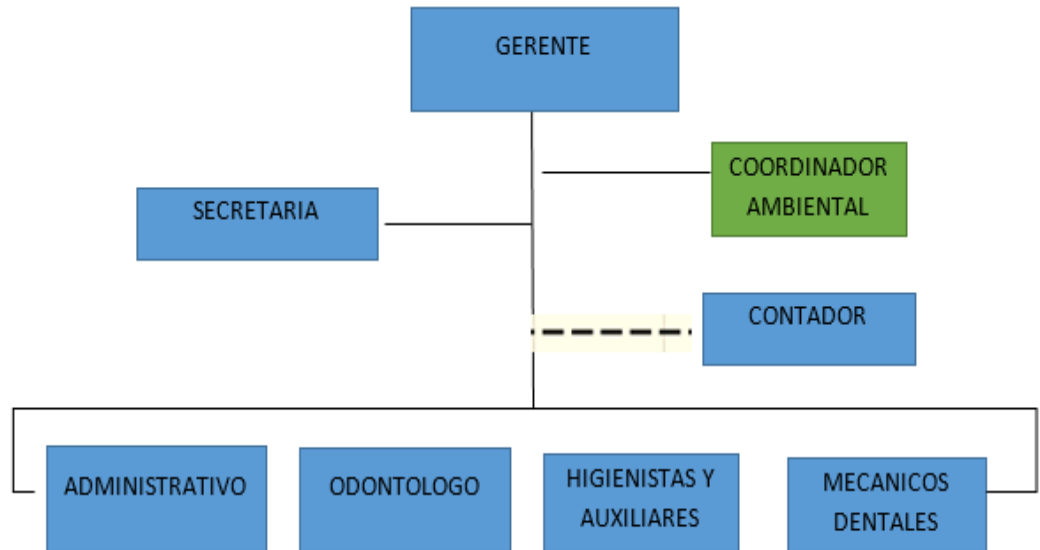 GERENTE
COORDINADOR
AMBIENTAL
SECRETARIA
CONTADOR
ADMINISTRATIVO
ODONTOLOGO
HIGIENISTAS Y
AUXILIARES
MECANICOS
DENTALES